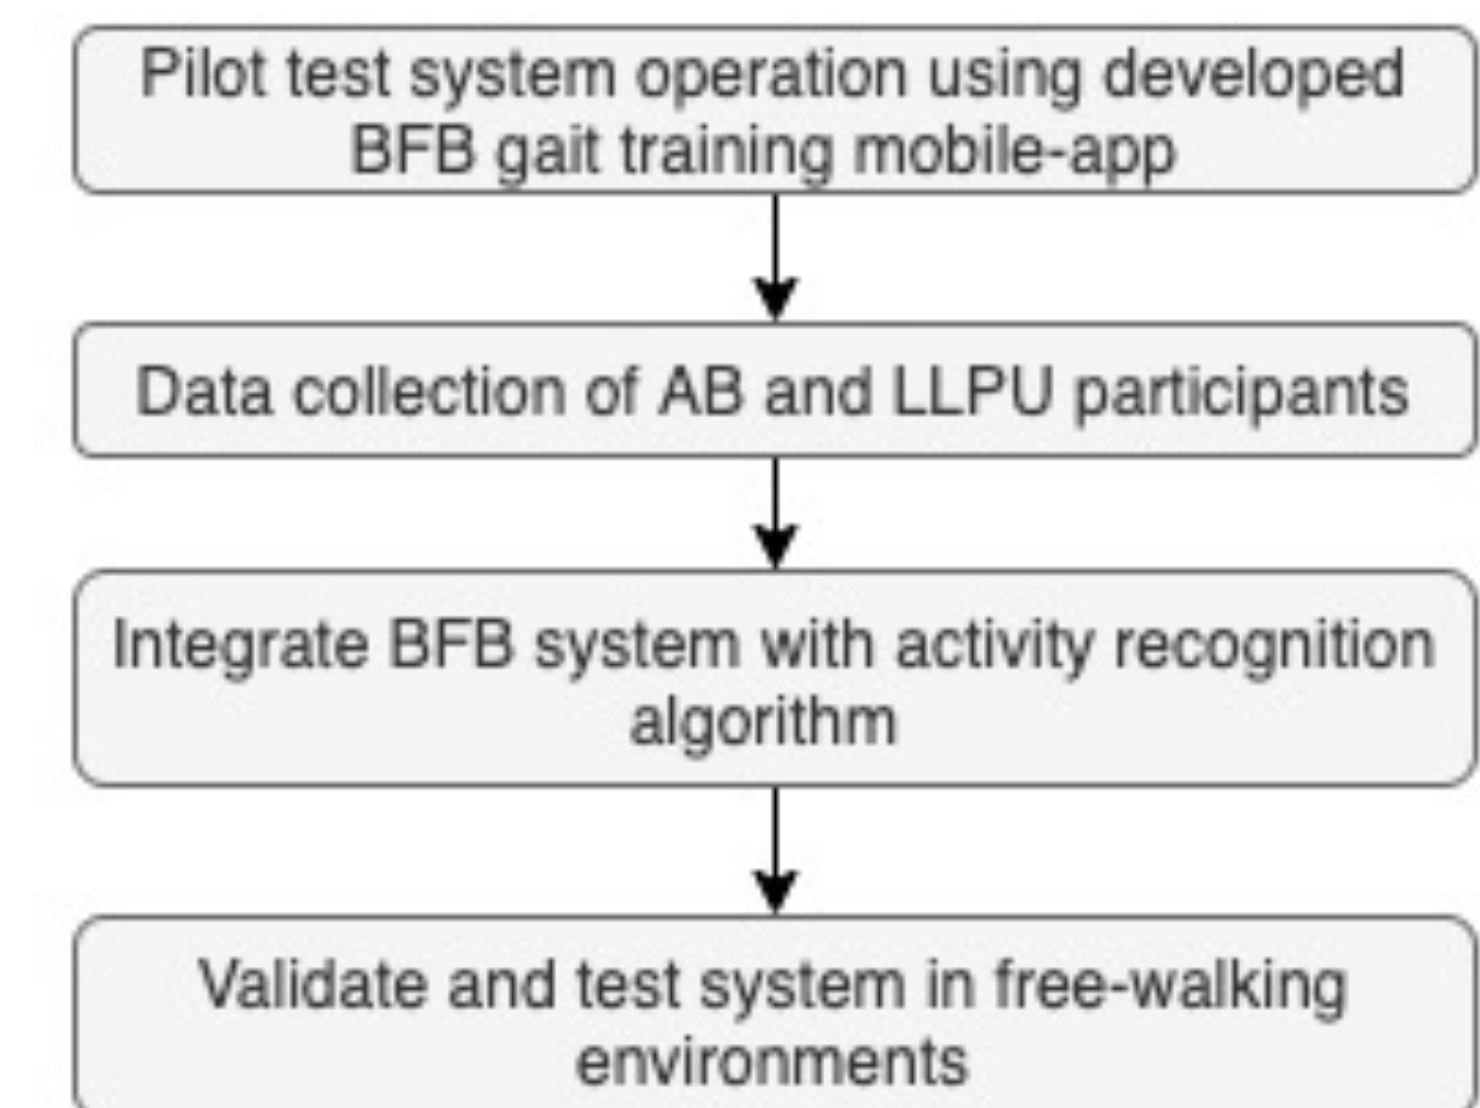 Pilot test system operation using developed
BFB gait training mobile-app
Data collection of AB and LLPU participants
Integrate BFB system with activity recognition
algorithm
Validate and test system in free-walking
environments